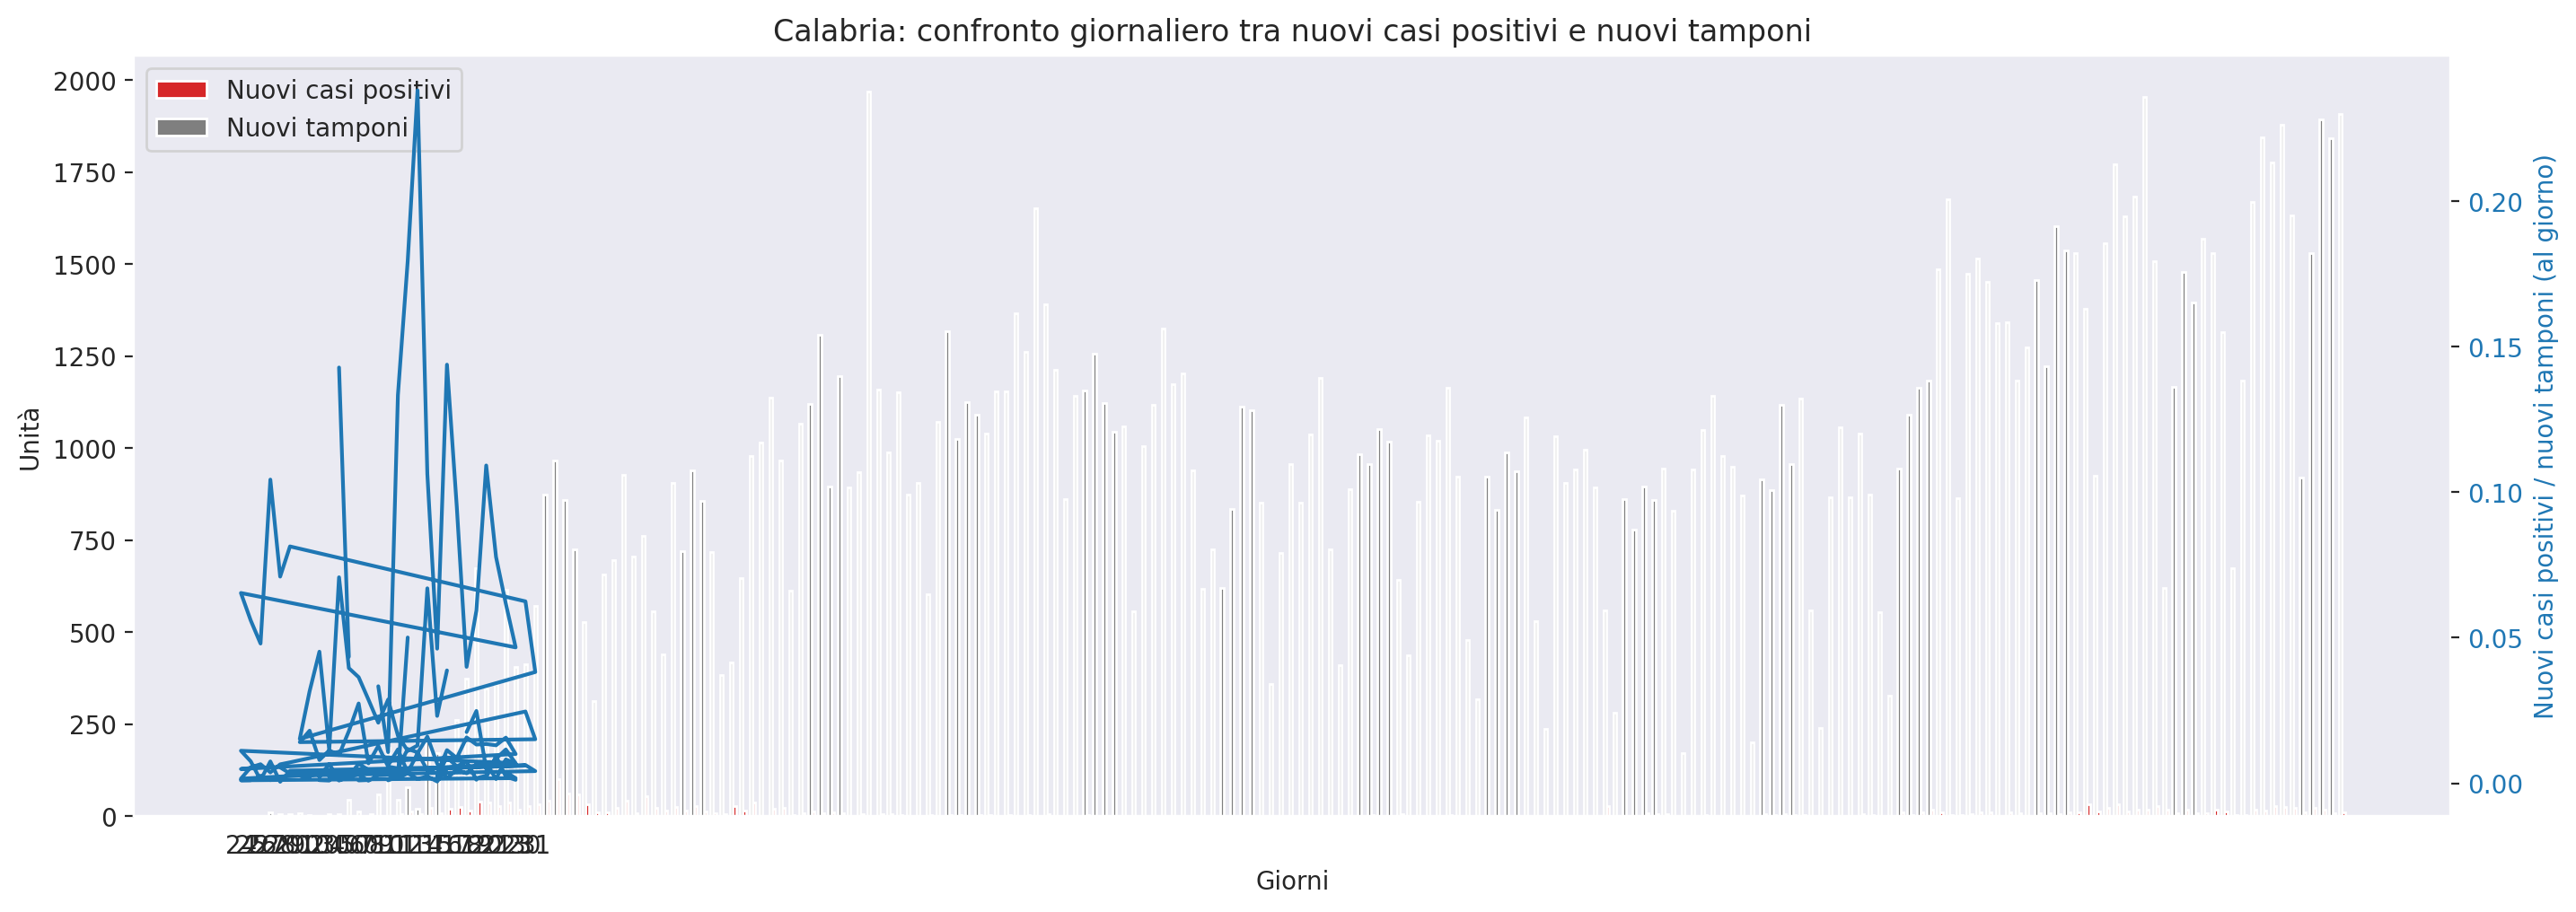 Calabria: confronto giornaliero tra nuovi casi positivi e nuovi tamponi
Nuovi casi positivi
Nuovi tamponi
2000
1750
1500
1250
1000
750
500
250
0
Unità
0.20
0.15
0.10
0.05
0.00
Nuovi casi positivi / nuovi tamponi (al giorno)
Giorni